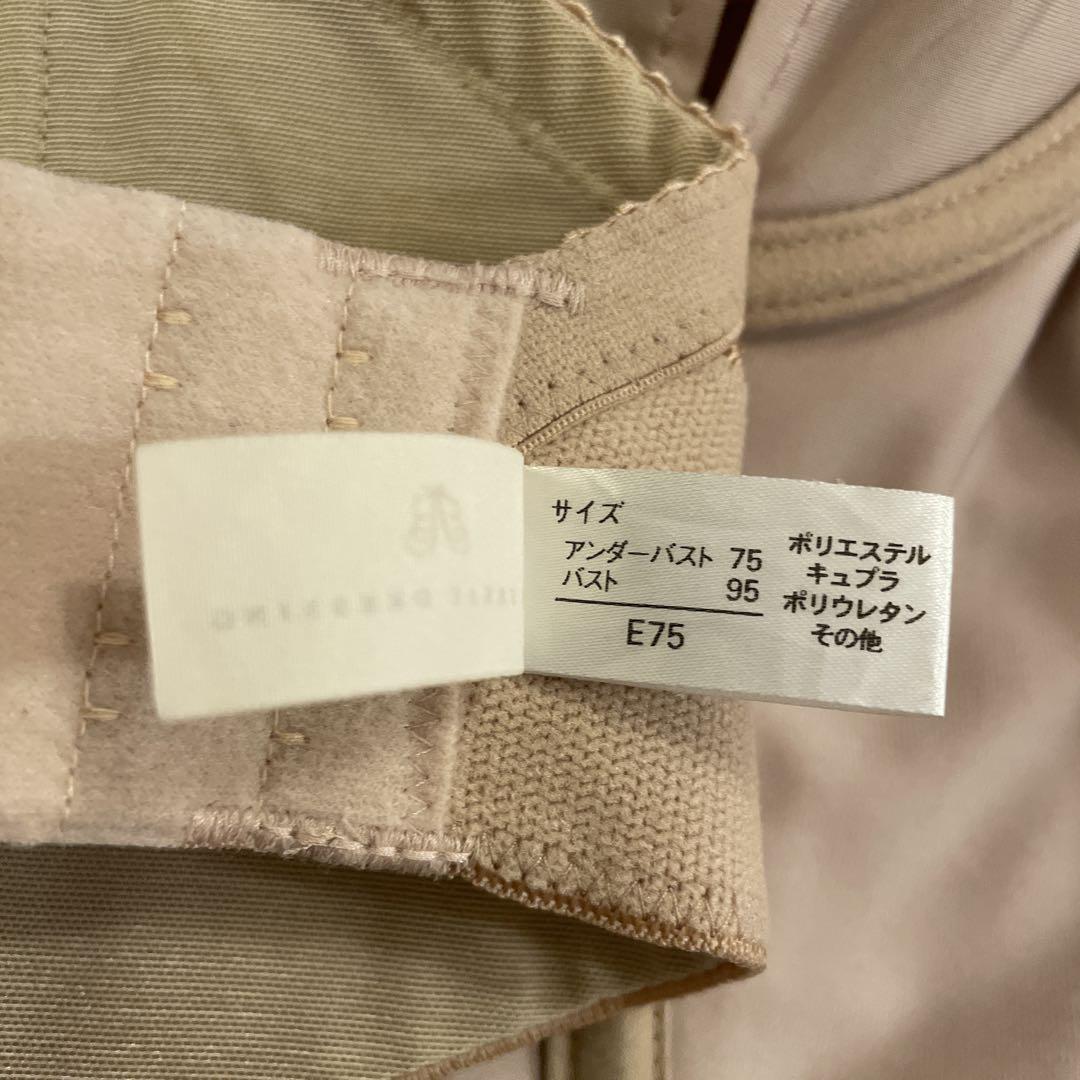 サイズ
アンダーバスト 75
バスト 95
E75
ポリエステル
キュプラ
ポリウレタン
その他
DRESSING